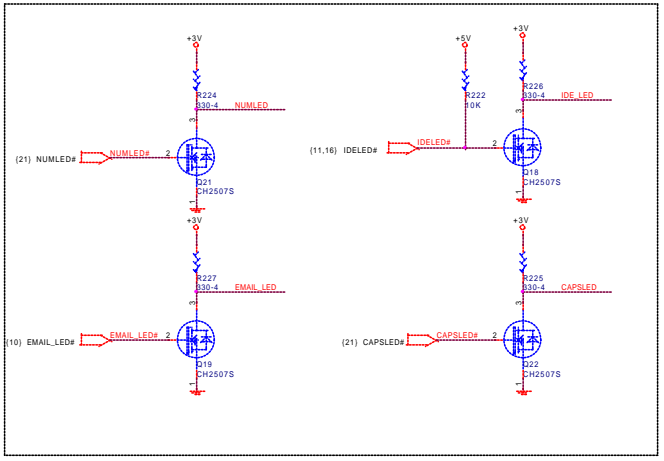 +3V
R224
330-4
NUMLED
3
(21) NUMLED#
NUMLED#
2
Q21
CH2507S
1
+5V
R222
10K
+3V
R226
330-4
IDE_LED
3
(11,16) IDELED#
IDELED#
2
Q18
CH2507S
1
+3V
R227
330-4
EMAIL_LED
3
(10) EMAIL_LED#
EMAIL_LED#
2
Q19
CH2507S
1
+3V
R225
330-4
CAPSLED
3
(21) CAPSLED#
CAPSLED#
2
Q22
CH2507S
1